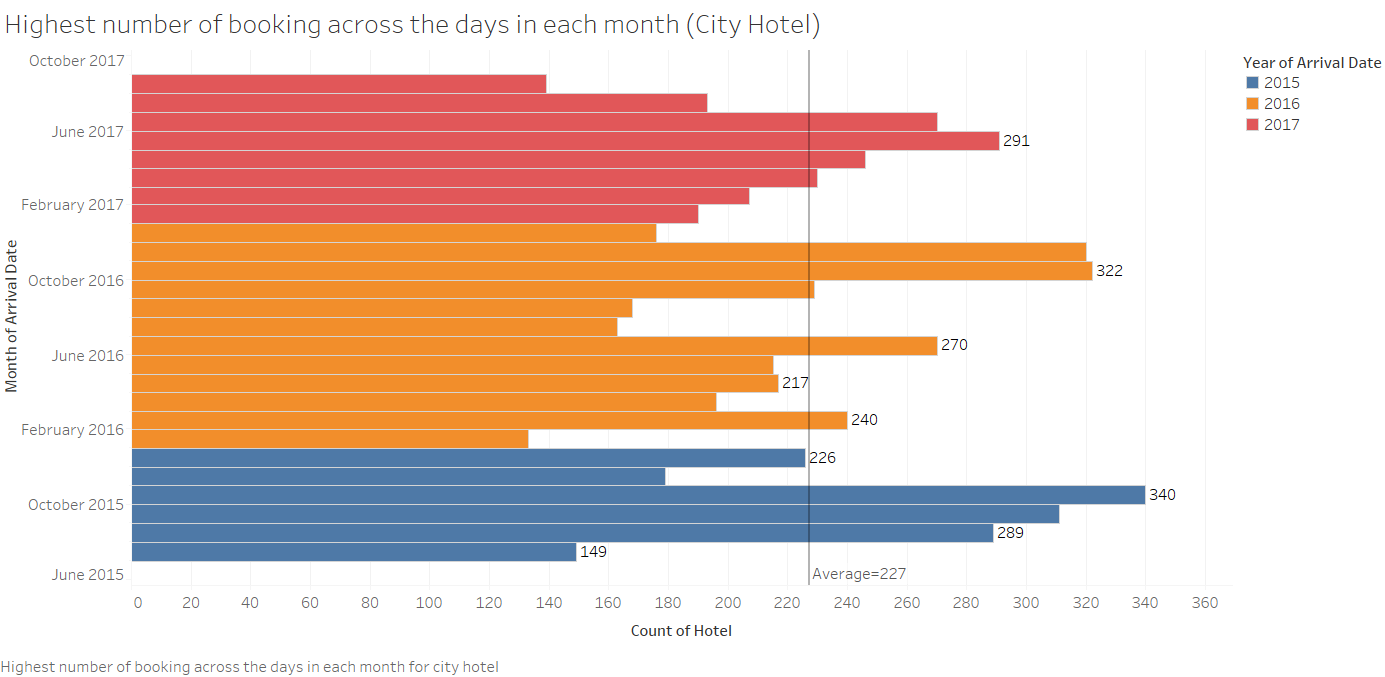 Highest number of booking across the days in each month (City Hotel)
October 2017
June 2017
February 2017
October 2016
June 2016
February 2016
October 2015
June 2015
Month of Arrival Date
291
322
270
217
240
226
340
289
149
Average=227
0 20 40 60 80 100 120 140 160 180 200 220 240 260 280 300 320 340 360
Count of Hotel
Year of Arrival Date
2015
2016
2017
Highest number of booking across the days in each month for city hotel